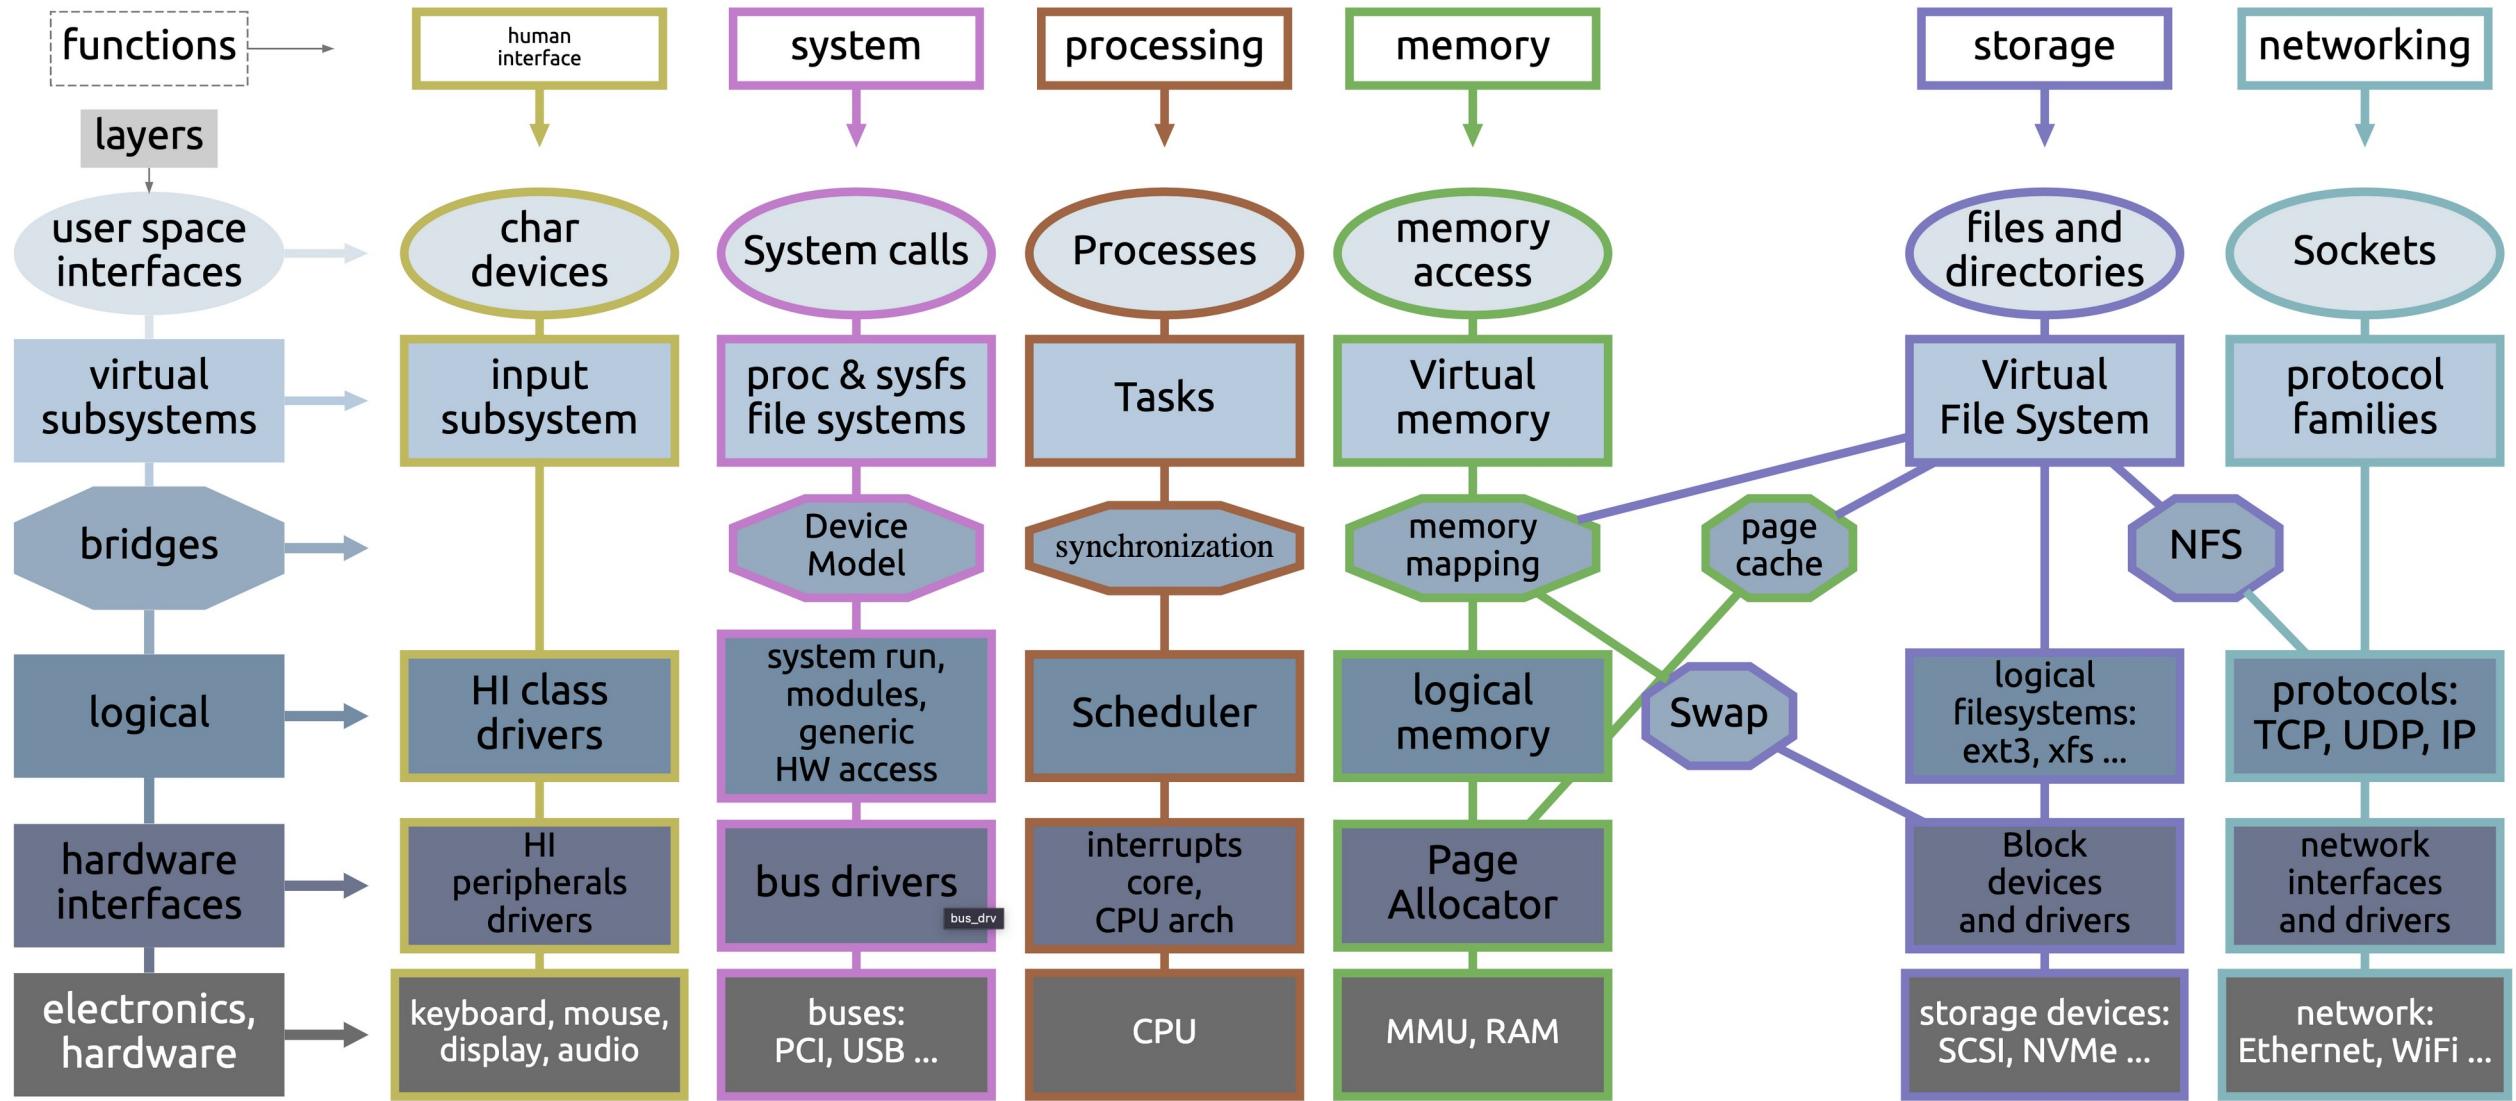 functions
human
interface
system
processing
memory
storage
networking
layers
user space
interfaces
char
devices
System calls
Processes
memory
access
files and
directories
Sockets
virtual
subsystems
input
subsystem
proc & sysfs
file systems
Tasks
Virtual
memory
Virtual
File System
protocol
families
bridges
Device
Model
synchronization
memory
mapping
page
cache
NFS
logical
HI class
drivers
system run,
modules,
generic
HW access
Scheduler
logical
memory
Swap
logical
filesystems:
ext3, xfs ...
protocols:
TCP, UDP, IP
hardware
interfaces
HI
peripherals
drivers
bus drivers
bus_drv
interrupts
core,
CPU arch
Page
Allocator
Block
devices
and drivers
network
interfaces
and drivers
electronics,
hardware
keyboard, mouse,
display, audio
buses:
PCI, USB ...
CPU
MMU, RAM
storage devices:
SCSI, NVMe ...
network:
Ethernet, WiFi ...